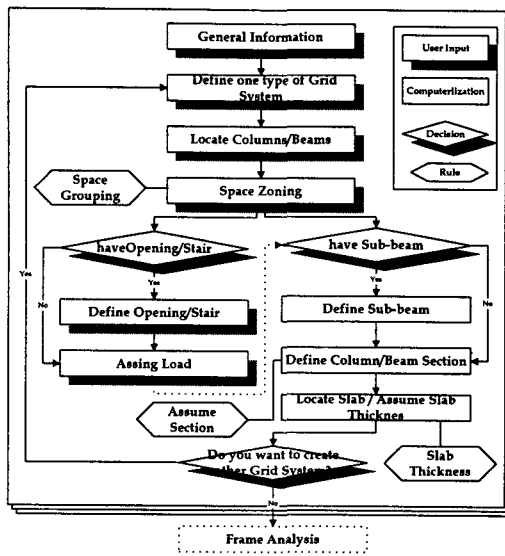 General Information
User Input
Define one type of Grid
System
Computerlization
Locate Columns/Beams
Decision
Space
Grouping
Space Zoning
Rule
haveOpening/Stair
have Sub-beam
Yes
Yes
Yes
No
No
Define Opening/Stair
Define Sub-beam
Assing Load
Define Column/Beam Section
Assume
Section
Locate Slab / Assume Slab
Thicknes
Do you want to create
other Grid System?
Slab
Thickness
No
Frame Analysis